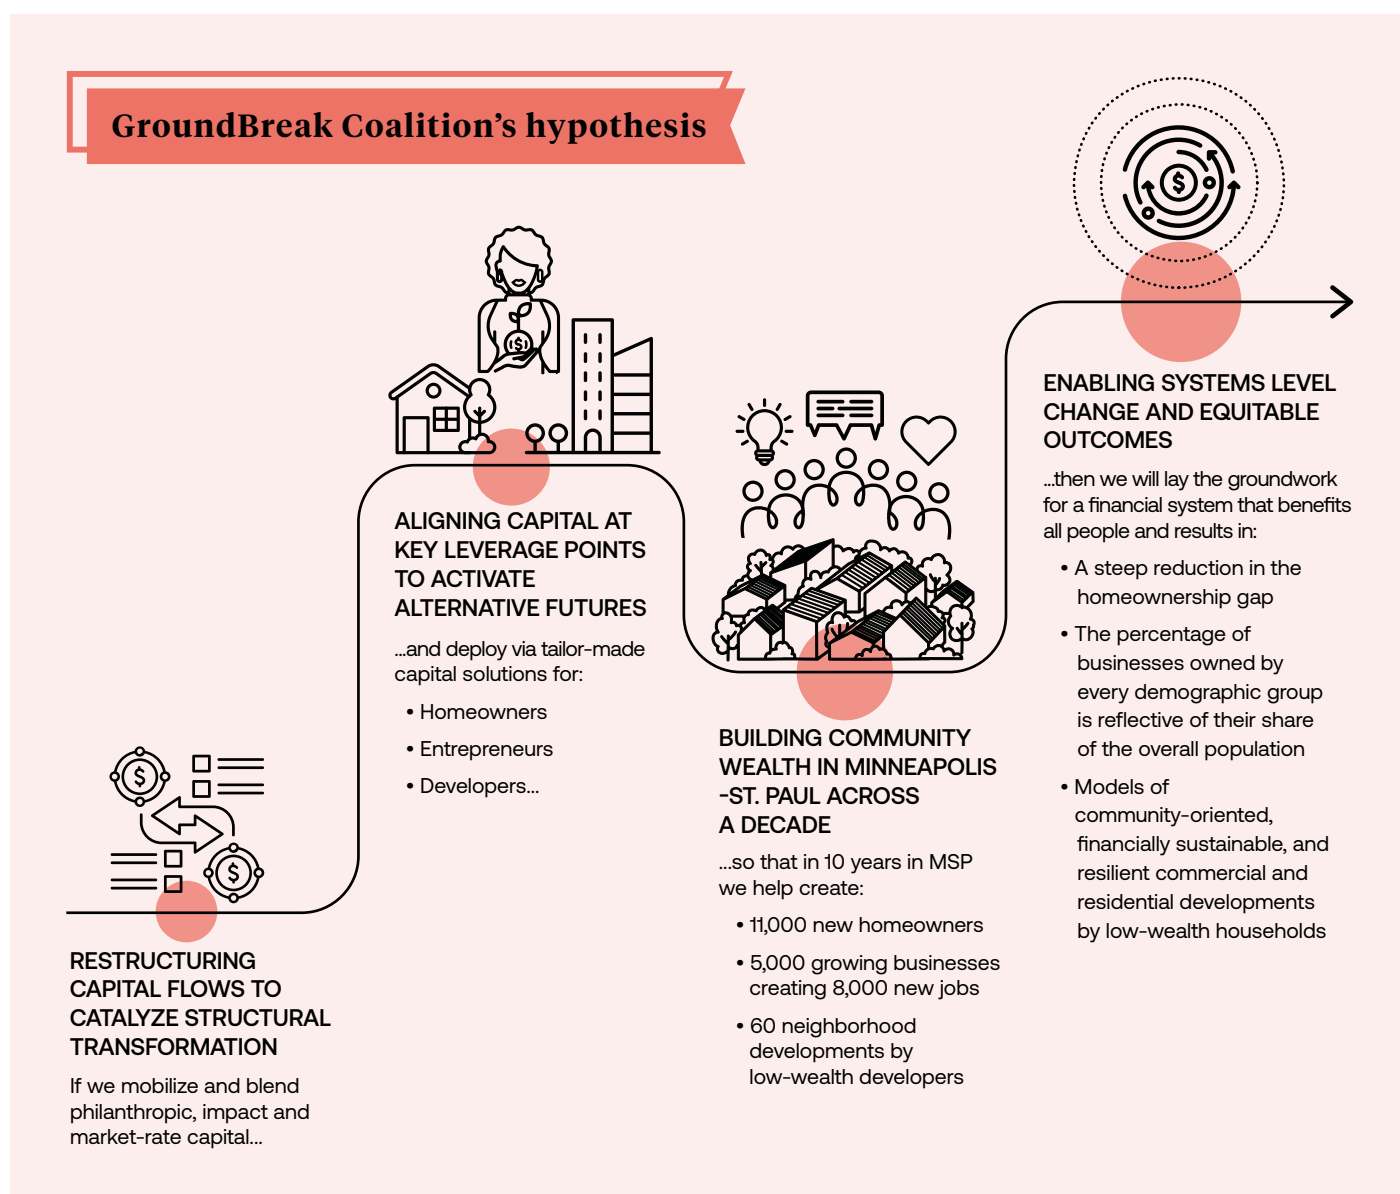 GroundBreak Coalition’s hypothesis
RESTRUCTURING
CAPITAL FLOWS TO
CATALYZE STRUCTURAL
TRANSFORMATION
If we mobilize and blend
philanthropic, impact and
market-rate capital...
ALIGNING CAPITAL AT
KEY LEVERAGE POINTS
TO ACTIVATE
ALTERNATIVE FUTURES
...and deploy via tailor-made
capital solutions for:
• Homeowners
• Entrepreneurs
• Developers...
BUILDING COMMUNITY
WEALTH IN MINNEAPOLIS
-ST. PAUL ACROSS
A DECADE
...so that in 10 years in MSP
we help create:
• 11,000 new homeowners
• 5,000 growing businesses
creating 8,000 new jobs
• 60 neighborhood
developments by
low-wealth developers
ENABLING SYSTEMS LEVEL
CHANGE AND EQUITABLE
OUTCOMES
...then we will lay the groundwork
for a financial system that benefits
all people and results in:
• A steep reduction in the
homeownership gap
• The percentage of
businesses owned by
every demographic group
is reflective of their share
of the overall population
• Models of
community-oriented,
financially sustainable, and
resilient commercial and
residential developments
by low-wealth households